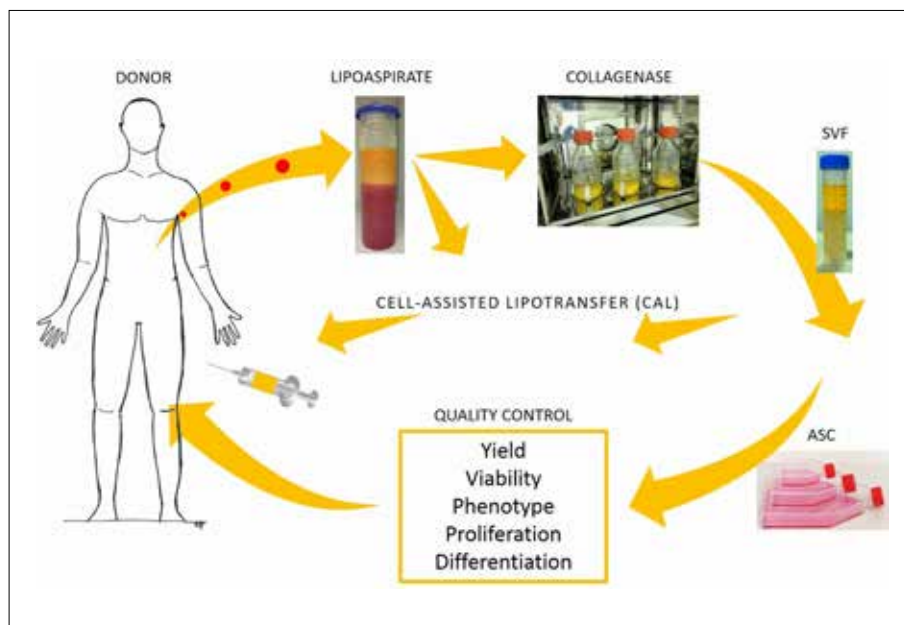 DONOR
LIPOASPIRATE
COLLAGENASE
SVF
CELL-ASSISTED LIPOTRANSFER (CAL)
QUALITY CONTROL
Yield
Viability
Phenotype
Proliferation
Differentiation
ASC